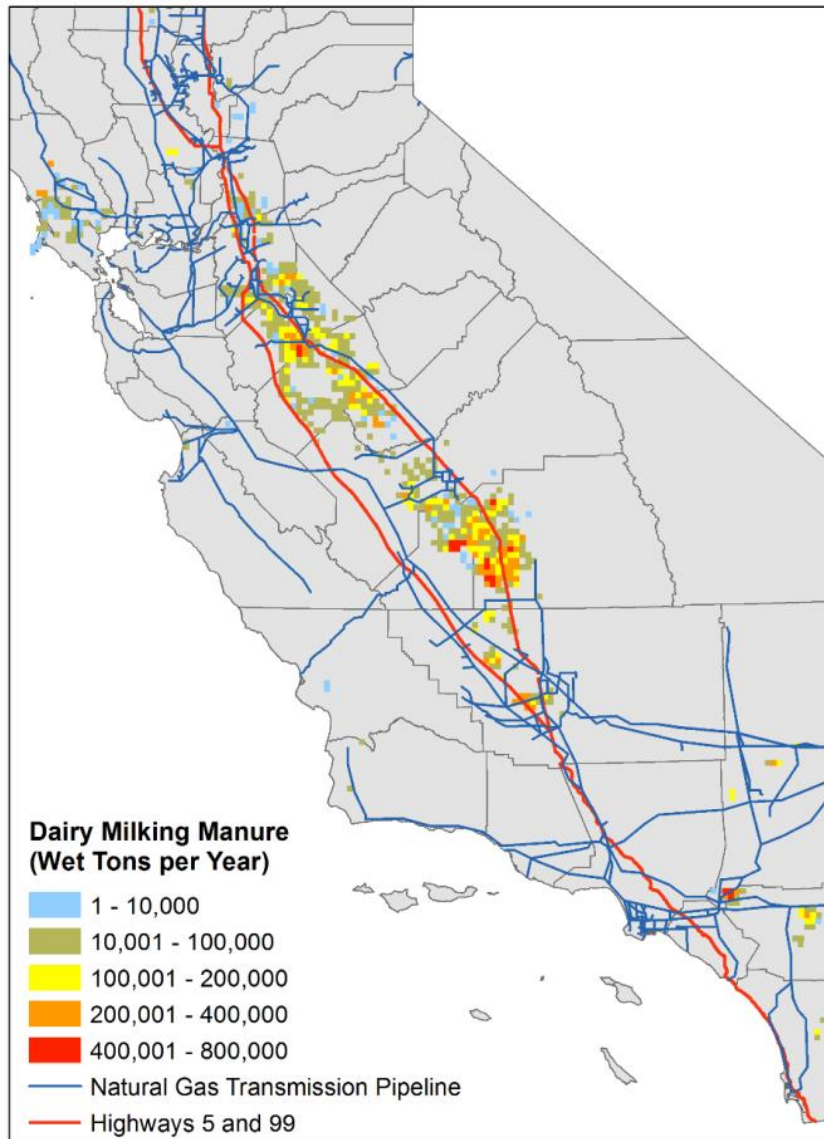 Dairy Milking Manure
(Wet Tons per Year)
1 - 10,000
10,001 - 100,000
100,001 - 200,000
200,001 - 400,000
400,001 - 800,000
Natural Gas Transmission Pipeline
Highways 5 and 99